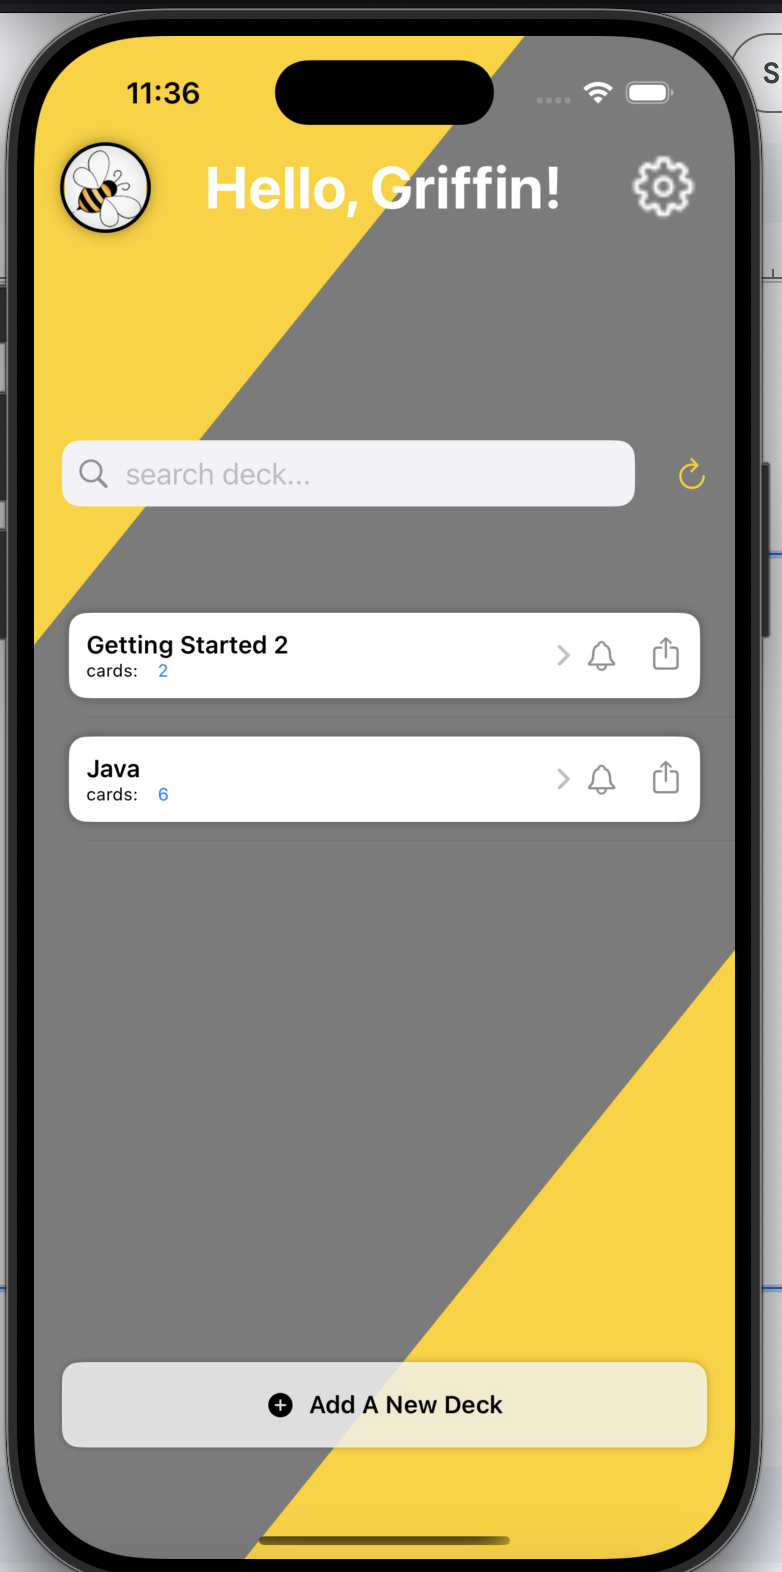 S
11:36
Hello, Griffin!
search deck...
Getting Started 2
cards: 2
Java
cards: 6
Add A New Deck